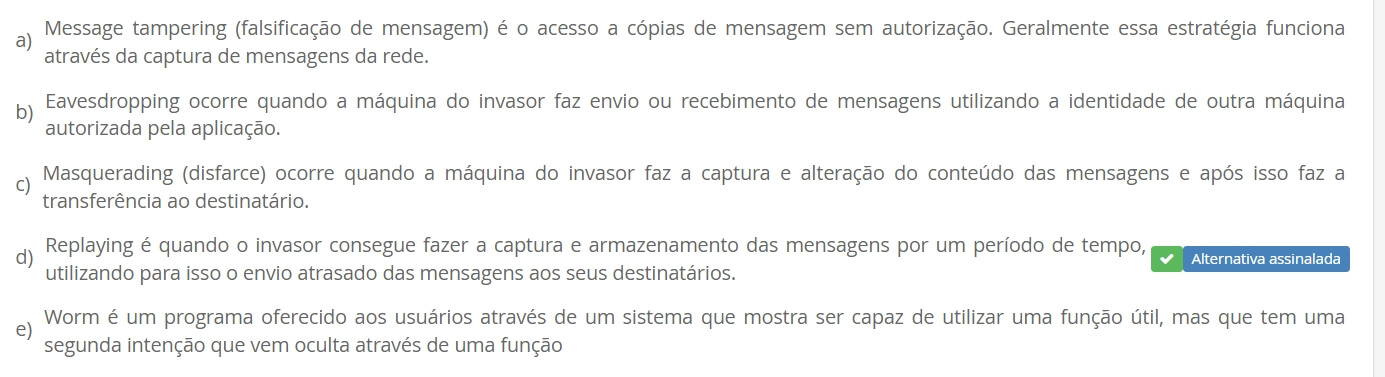 a) Message tampering (falsificação de mensagem) é o acesso a cópias de mensagem sem autorização. Geralmente essa estratégia funciona
através da captura de mensagens da rede.
b) Eavesdropping ocorre quando a máquina do invasor faz envio ou recebimento de mensagens utilizando a identidade de outra máquina
autorizada pela aplicação.
c) Masquerading (disfarce) ocorre quando a máquina do invasor faz a captura e alteração do conteúdo das mensagens e após isso faz a
transferência ao destinatário.
d) Replaying é quando o invasor consegue fazer a captura e armazenamento das mensagens por um período de tempo,
utilizando para isso o envio atrasado das mensagens aos seus destinatários.
Alternativa assinalada
e) Worm é um programa oferecido aos usuários através de um sistema que mostra ser capaz de utilizar uma função útil, mas que tem uma
segunda intenção que vem oculta através de uma função